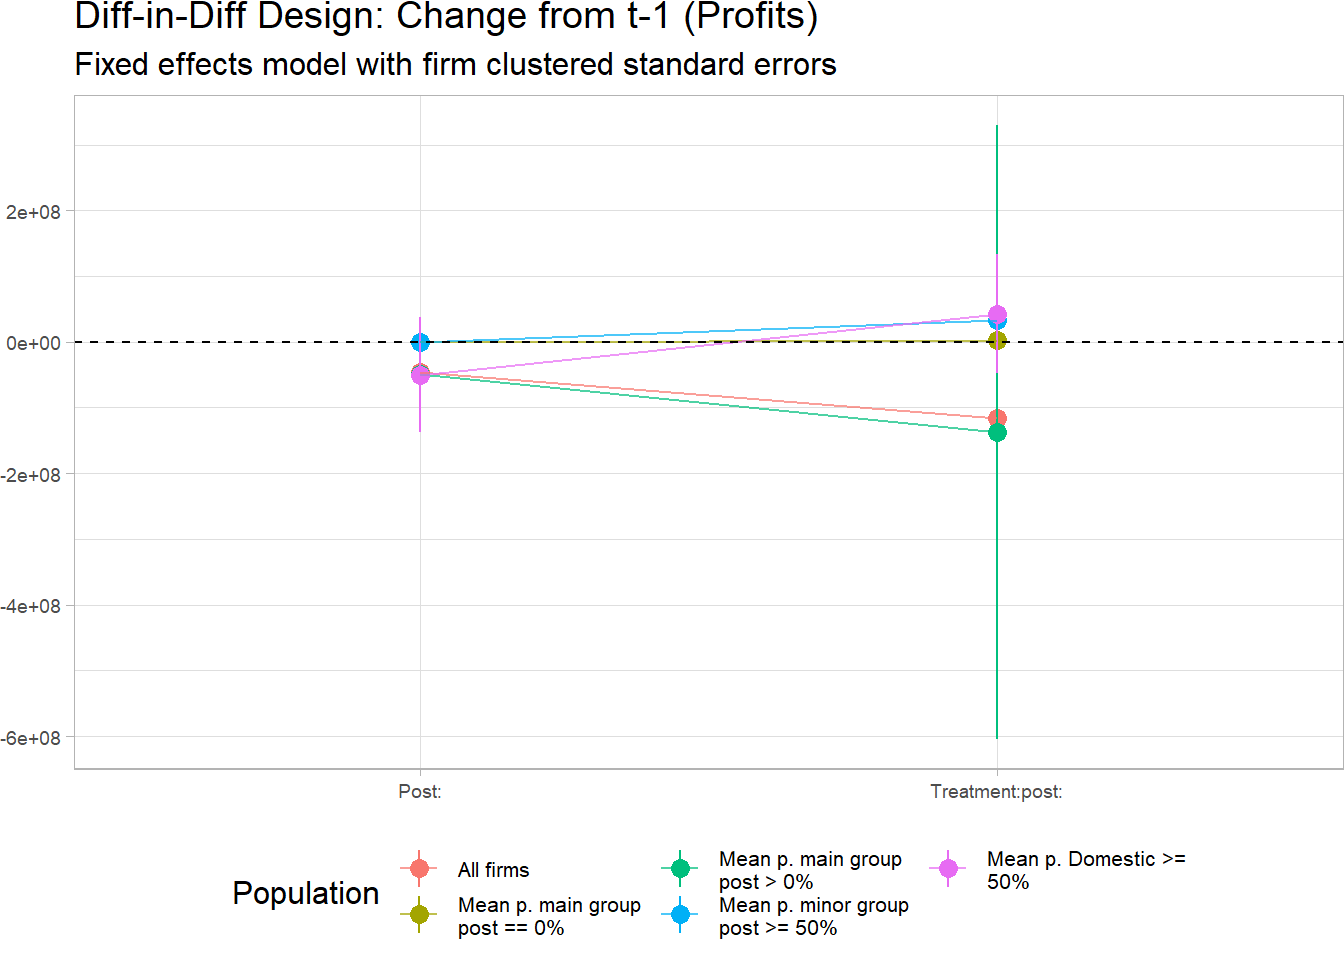 Diff-in-Diff Design: Change from t-1 (Profits)
Fixed effects model with firm clustered standard errors
2e+08
0e+00
-2e+08
-4e+08
-6e+08
Post:
Treatment:post:
Population
All firms
Mean p. main group
post == 0%
Mean p. main group
post > 0%
Mean p. minor group
post >= 50%
Mean p. Domestic >=
50%